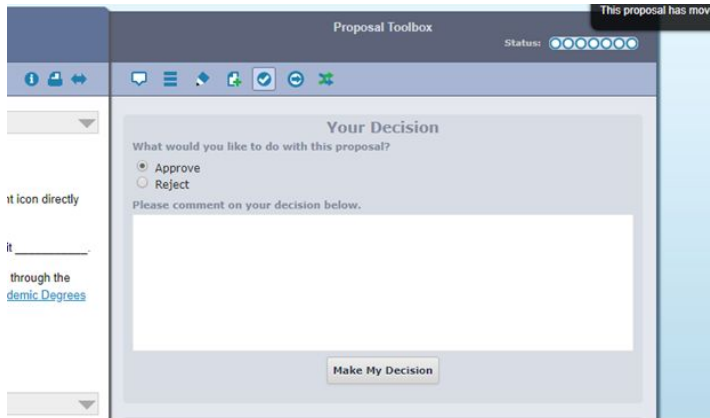 This proposal has mov
Proposal Toolbox
Status:
nt icon directly
it ___________.
through the
demic Degrees
Your Decision
What would you like to do with this proposal?
Approve
Reject
Please comment on your decision below.
Make My Decision